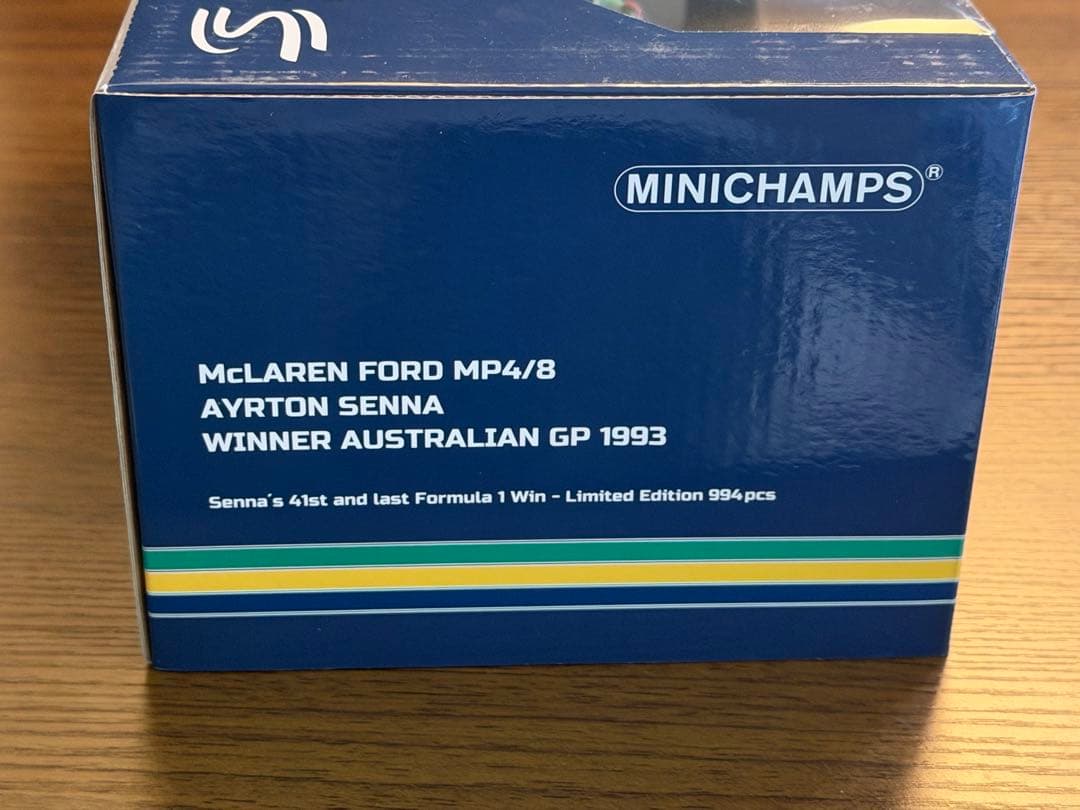 MINICHAMPS®
McLAREN FORD MP4/8
AYRTON SENNA
WINNER AUSTRALIAN GP 1993
Senna´s 41st and last Formula 1 Win - Limited Edition 994pcs